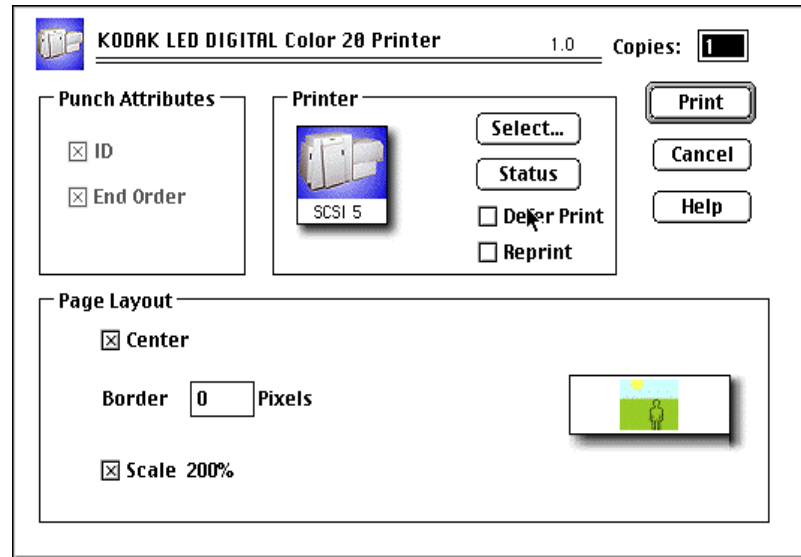 KODAK LED DIGITAL Color 20 Printer 1.0 Copies: 1
Punch Attributes
ID
End Order
Printer
SCSI 5
Select...
Status
Defer Print
Reprint
Print
Cancel
Help
Page Layout
Center
Border 0 Pixels
Scale 200%